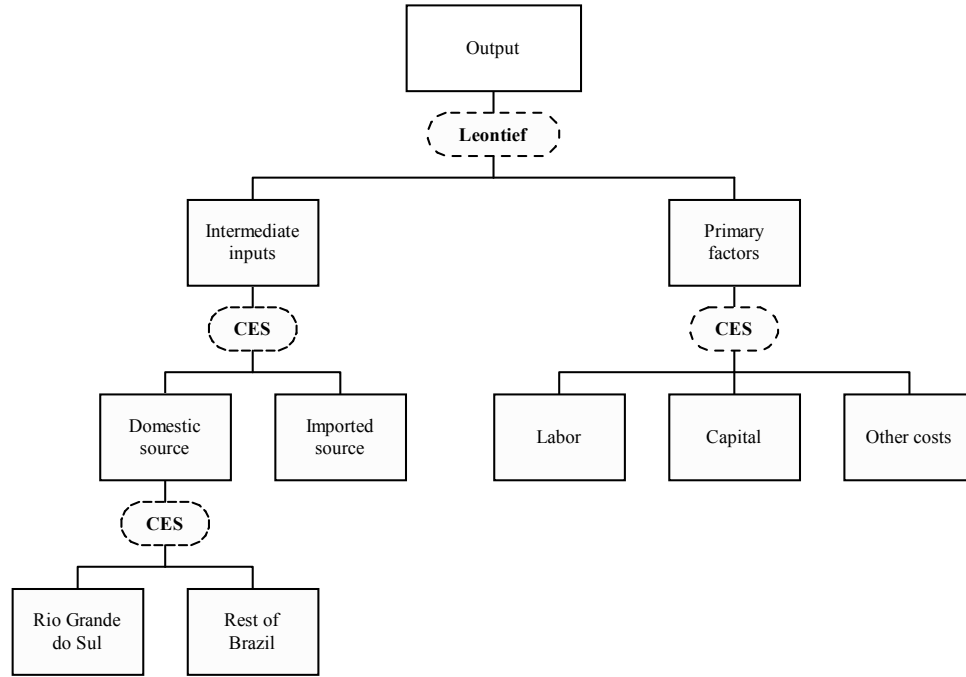 Output
Leontief
Intermediate
inputs
Primary
factors
CES
CES
Domestic
source
Imported
source
Labor
Capital
Other costs
CES
Rio Grande
do Sul
Rest of
Brazil